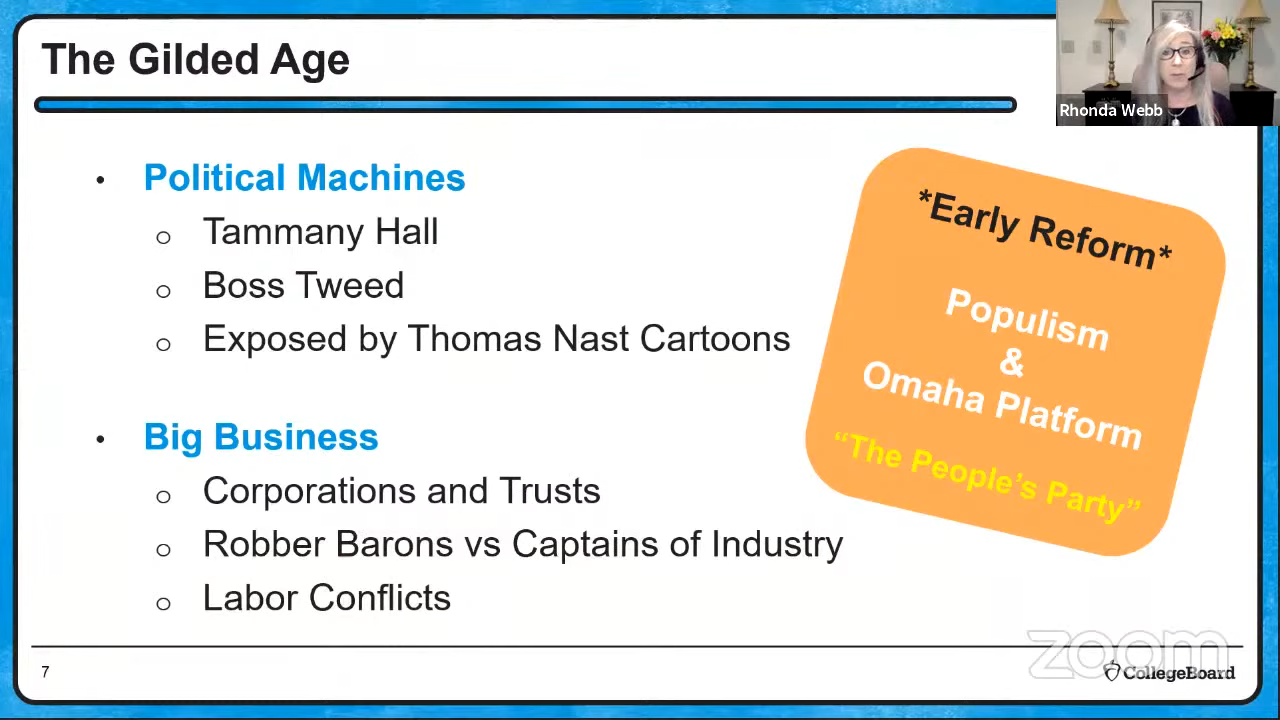 The Gilded Age
Rhonda Webb
• Political Machines
o Tammany Hall
o Boss Tweed
o Exposed by Thomas Nast Cartoons
• Big Business
o Corporations and Trusts
o Robber Barons vs Captains of Industry
o Labor Conflicts
*Early Reform*
Populism
&
Omaha Platform
“The People’s Party”
7
zoom
CollegeBoard